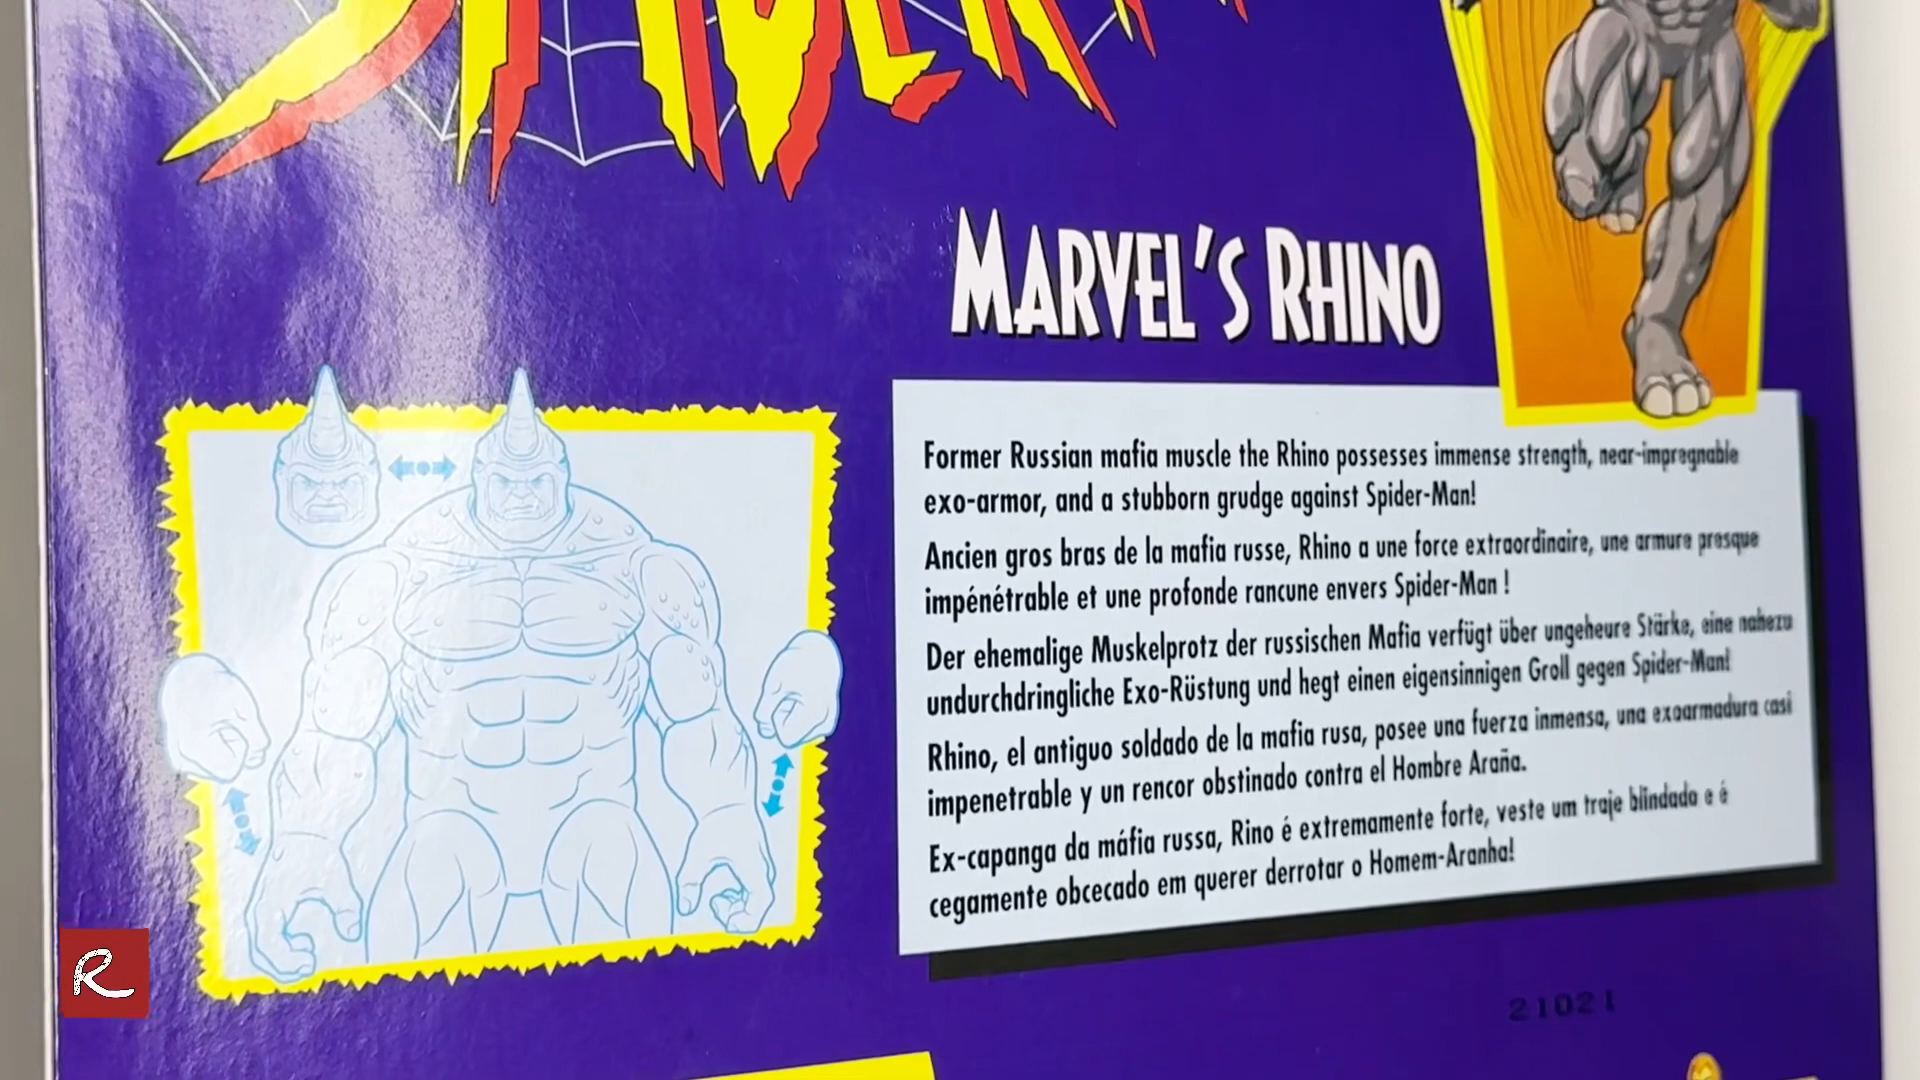 SPIDER
MARVEL'S RHINO
Former Russian mafia muscle the Rhino possesses immense strength, near-impregnable
exo-armor, and a stubborn grudge against Spider-Man!
Ancien gros bras de la mafia russe, Rhino a une force extraordinaire, une armure presque
impénétrable et une profonde rancune envers Spider-Man !
Der ehemalige Muskelprotz der russischen Mafia verfügt über ungeheure Stärke, eine nahezu
undurchdringliche Exo-Rüstung und hegt einen eigensinnigen Groll gegen Spider-Man!
Rhino, el antiguo soldado de la mafia rusa, posee una fuerza inmensa, una exoarmadura casi
impenetrable y un rencor obstinado contra el Hombre Araña.
Ex-capanga da máfia russa, Rino é extremamente forte, veste um traje blindado e é
cegamente obcecado em querer derrotar o Homem-Aranha!
R
21021